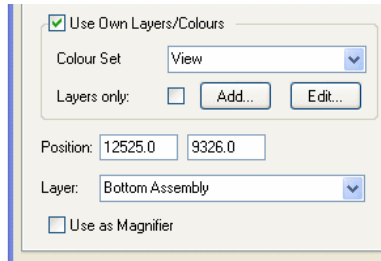 Use Own Layers/Colours
Colour Set View
Layers only: Add... Edit...
Position: 12525.0 9326.0
Layer: Bottom Assembly
Use as Magnifier